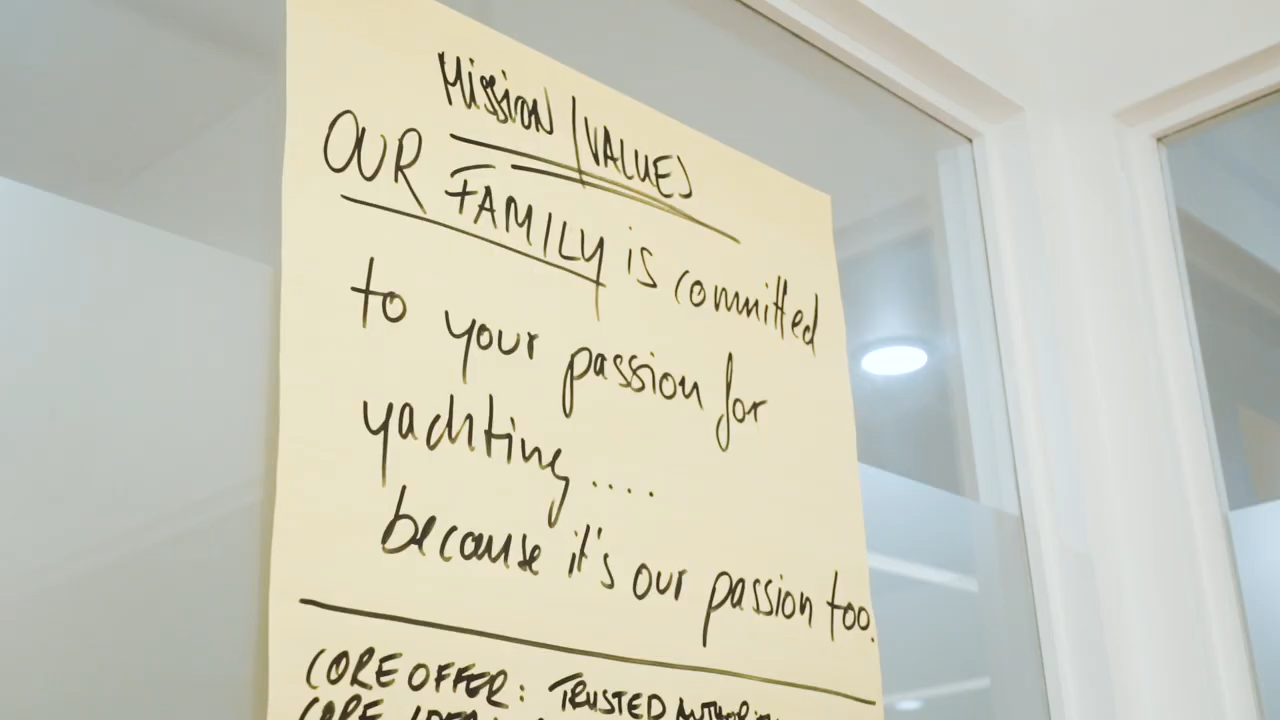 Mission/VALUES
OUR FAMILY is committed
to your passion for
yachting....
because it's our passion too.
CORE OFFER: TRUSTED
CORE